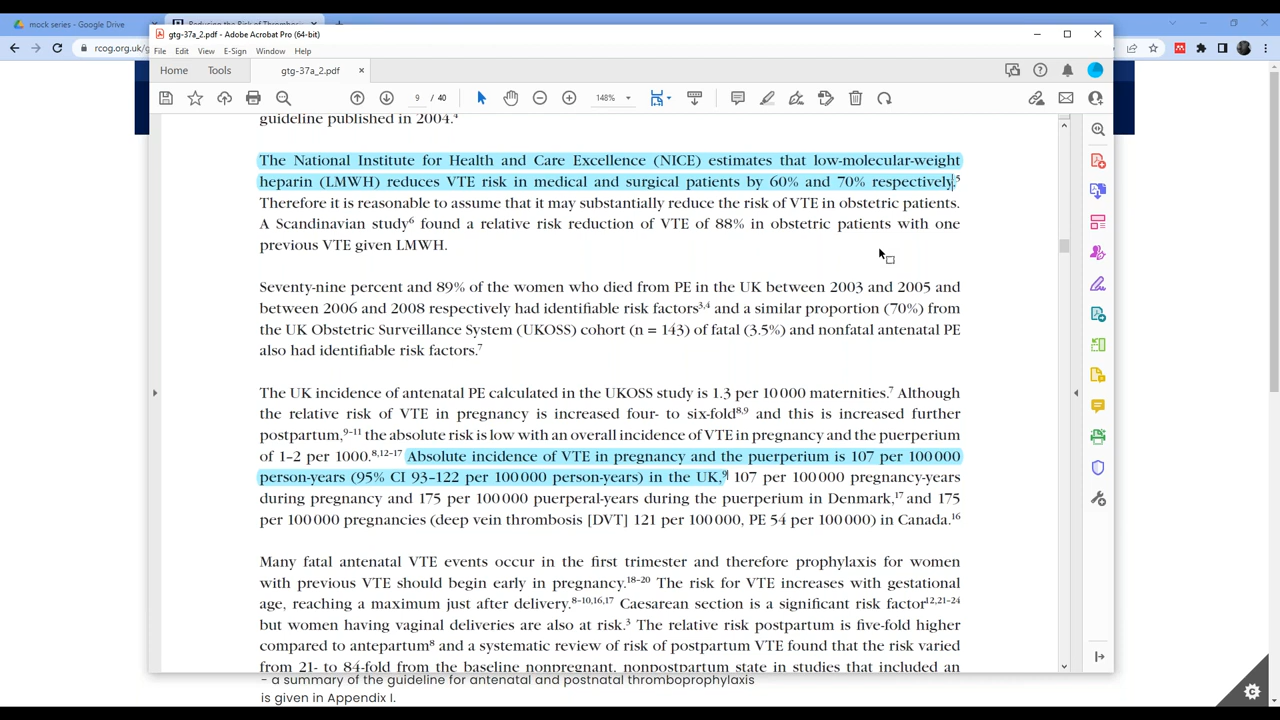 mock series - Google Drive
Reducing the Risk of Thrombo
rcog.org.uk/g
gtg-37a_2.pdf - Adobe Acrobat Pro (64-bit)
File Edit View E-Sign Window Help
Home Tools gtg-37a_2.pdf ×
9 / 40 148%
guideline published in 2004.4
The National Institute for Health and Care Excellence (NICE) estimates that low-molecular-weight
heparin (LMWH) reduces VTE risk in medical and surgical patients by 60% and 70% respectively.5
Therefore it is reasonable to assume that it may substantially reduce the risk of VTE in obstetric patients.
A Scandinavian study6 found a relative risk reduction of VTE of 88% in obstetric patients with one
previous VTE given LMWH.
Seventy-nine percent and 89% of the women who died from PE in the UK between 2003 and 2005 and
between 2006 and 2008 respectively had identifiable risk factors3,4 and a similar proportion (70%) from
the UK Obstetric Surveillance System (UKOSS) cohort (n = 143) of fatal (3.5%) and nonfatal antenatal PE
also had identifiable risk factors.7
The UK incidence of antenatal PE calculated in the UKOSS study is 1.3 per 10 000 maternities.7 Although
the relative risk of VTE in pregnancy is increased four- to six-fold8,9 and this is increased further
postpartum,9–11 the absolute risk is low with an overall incidence of VTE in pregnancy and the puerperium
of 1–2 per 1000.8,12–17 Absolute incidence of VTE in pregnancy and the puerperium is 107 per 100 000
person-years (95% CI 93–122 per 100 000 person-years) in the UK,9 107 per 100 000 pregnancy-years
during pregnancy and 175 per 100 000 puerperal-years during the puerperium in Denmark,17 and 175
per 100 000 pregnancies (deep vein thrombosis [DVT] 121 per 100 000, PE 54 per 100 000) in Canada.16
Many fatal antenatal VTE events occur in the first trimester and therefore prophylaxis for women
with previous VTE should begin early in pregnancy.18–20 The risk for VTE increases with gestational
age, reaching a maximum just after delivery.8–10,16,17 Caesarean section is a significant risk factor12,21–24
but women having vaginal deliveries are also at risk.3 The relative risk postpartum is five-fold higher
compared to antepartum8 and a systematic review of risk of postpartum VTE found that the risk varied
from 21- to 84-fold from the baseline nonpregnant, nonpostpartum state in studies that included an
- a summary of the guideline for antenatal and postnatal thromboprophylaxis
is given in Appendix I.